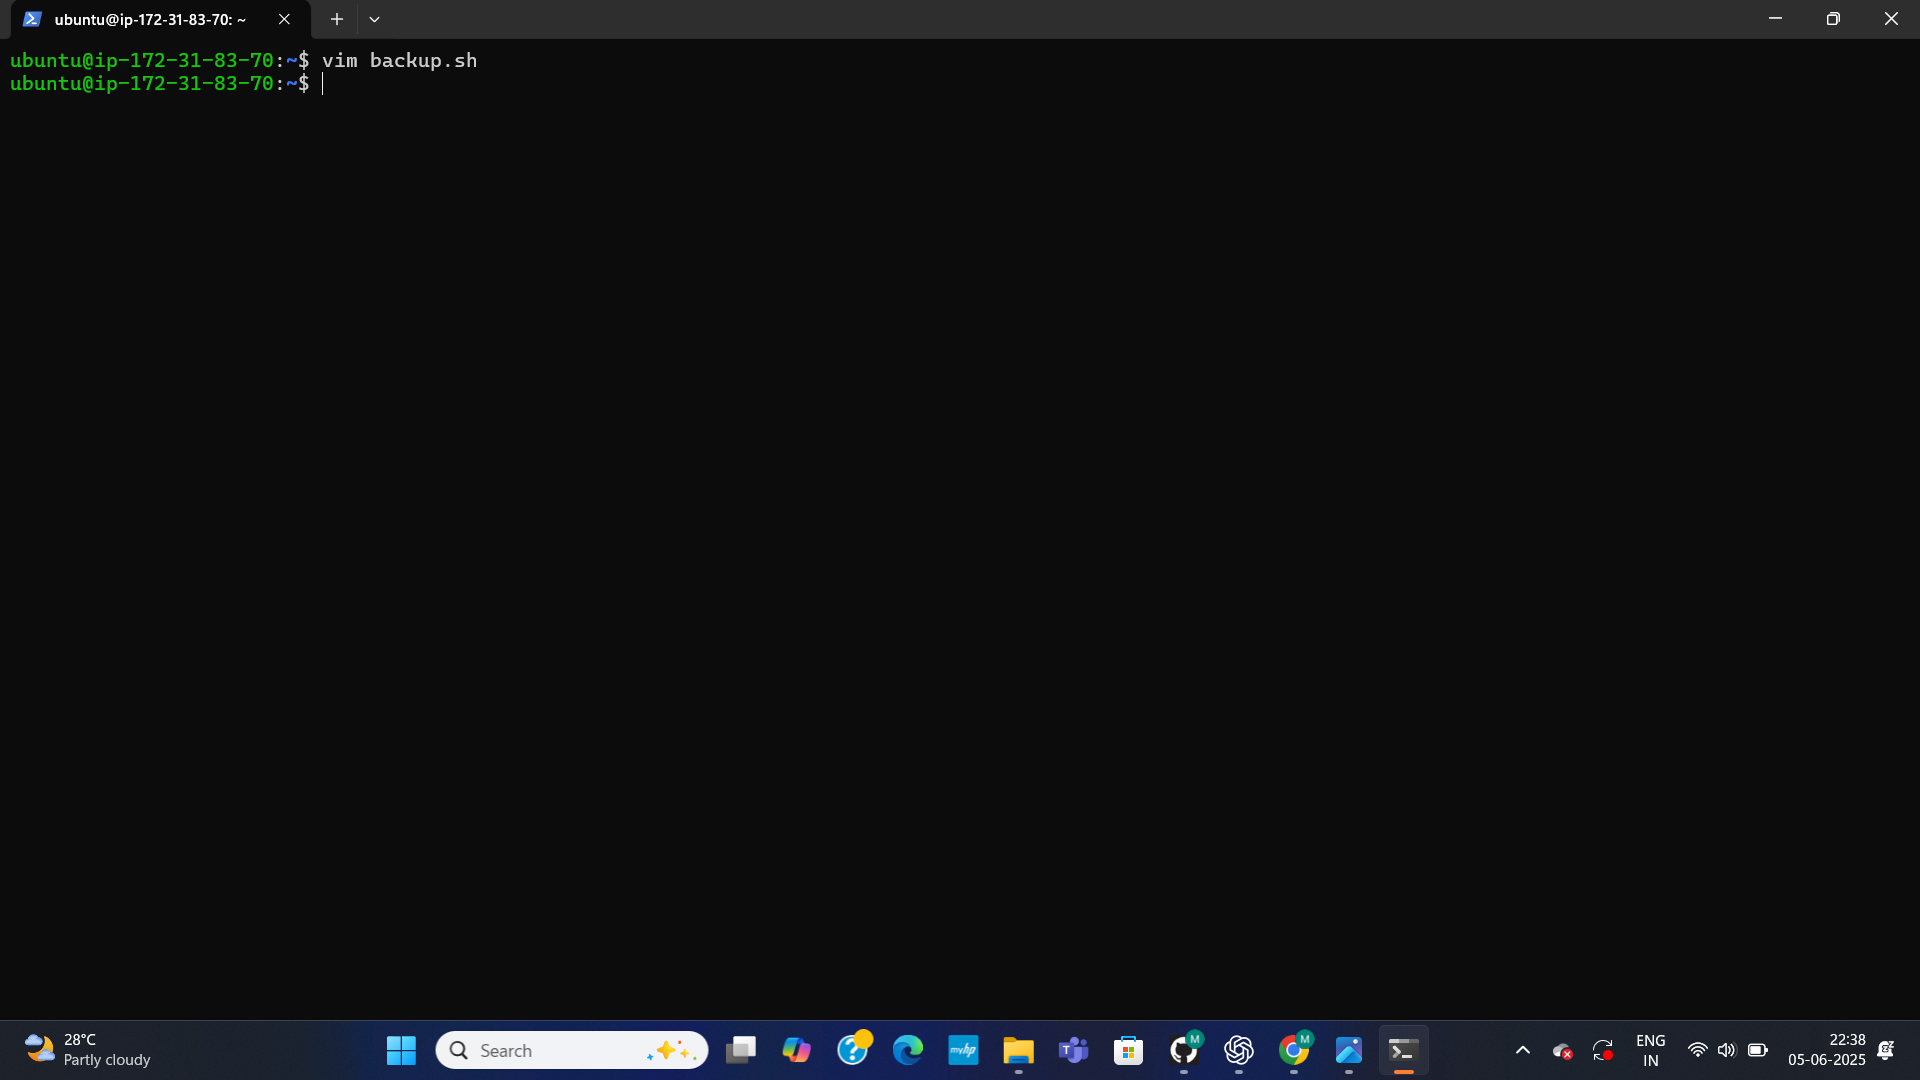 ubuntu@ip-172-31-83-70: ~
ubuntu@ip-172-31-83-70:~$ vim backup.sh
ubuntu@ip-172-31-83-70:~$
28°C
Partly cloudy
Search
myhp
T
M
M
ENG
IN
22:38
05-06-2025